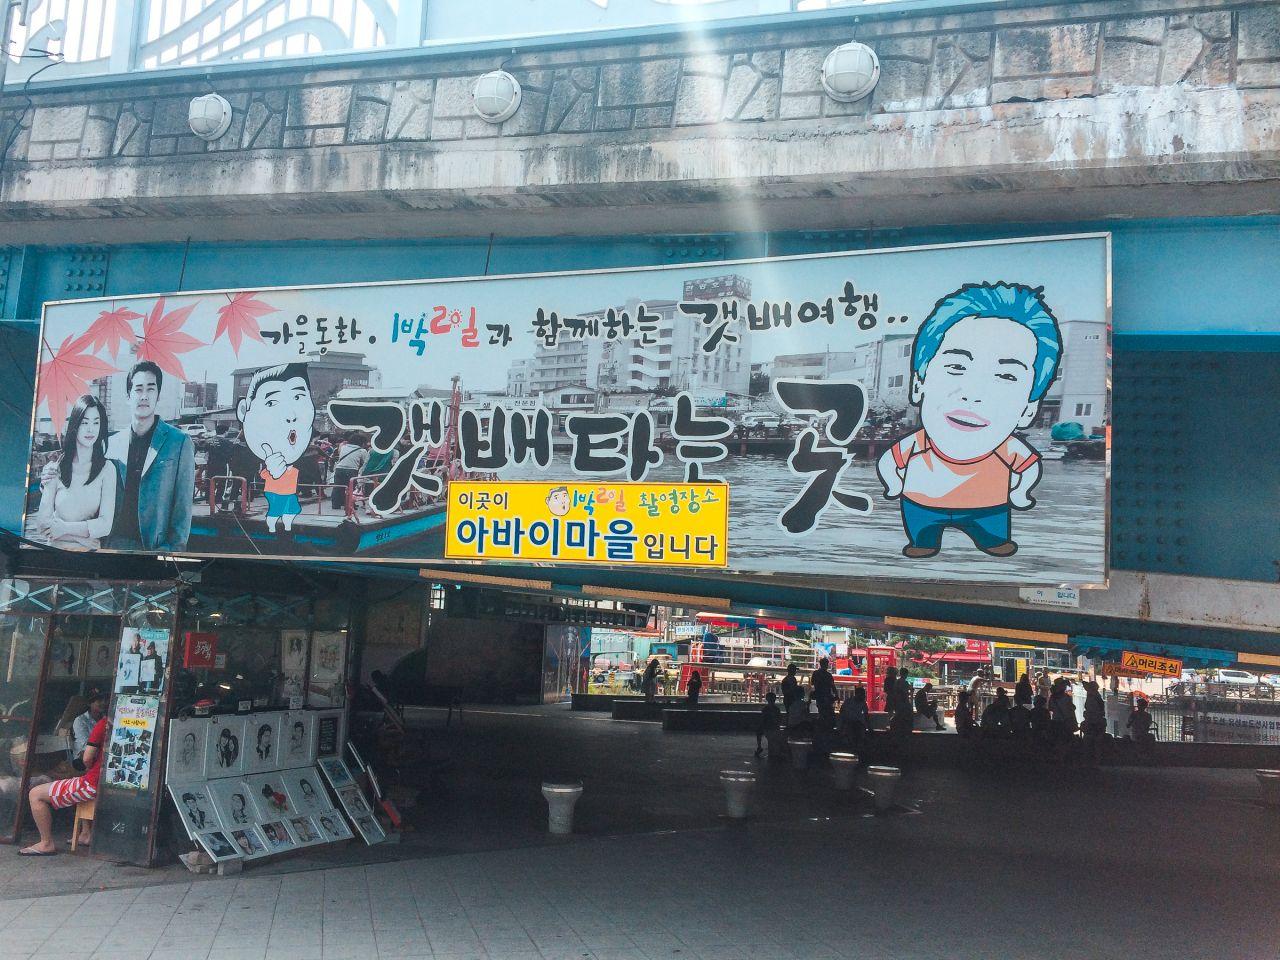 가을동화. 1박2일과 함께하는 갯배여행..
갯배타는 곳
이곳이 1박2일 촬영장소
아바이마을입니다
머리조심